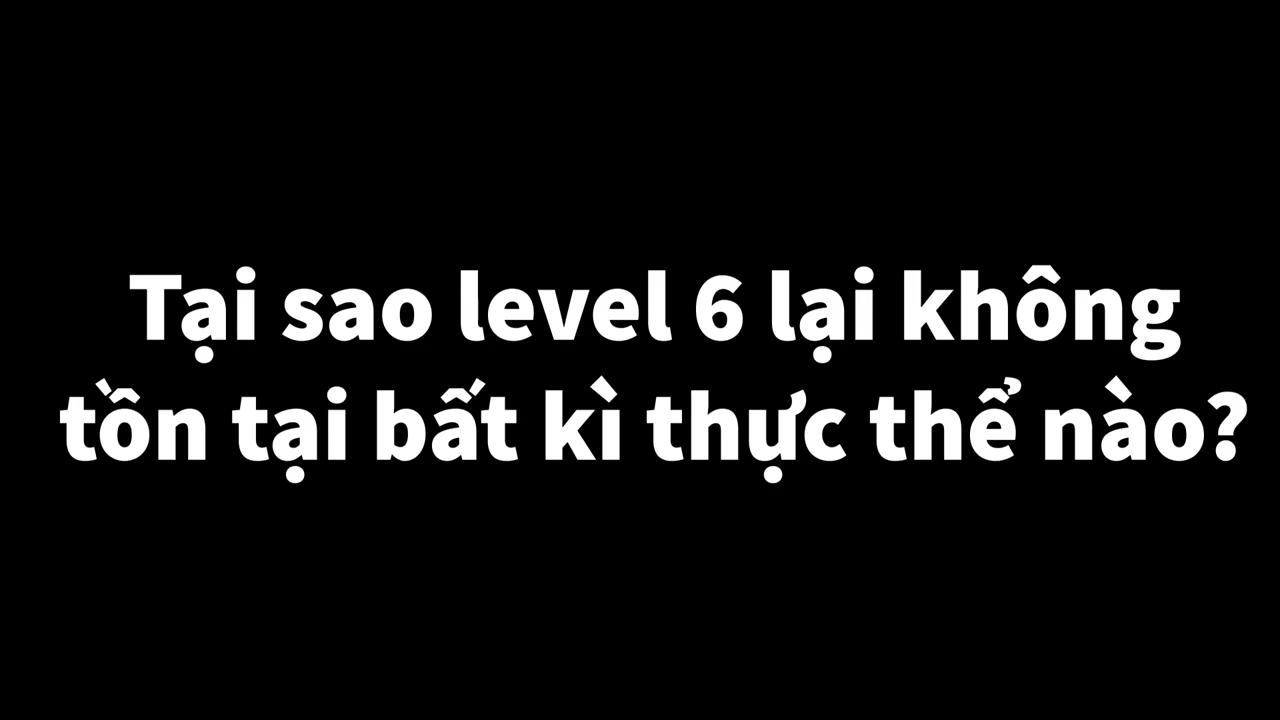 Tại sao level 6 lại không
tồn tại bất kì thực thể nào?